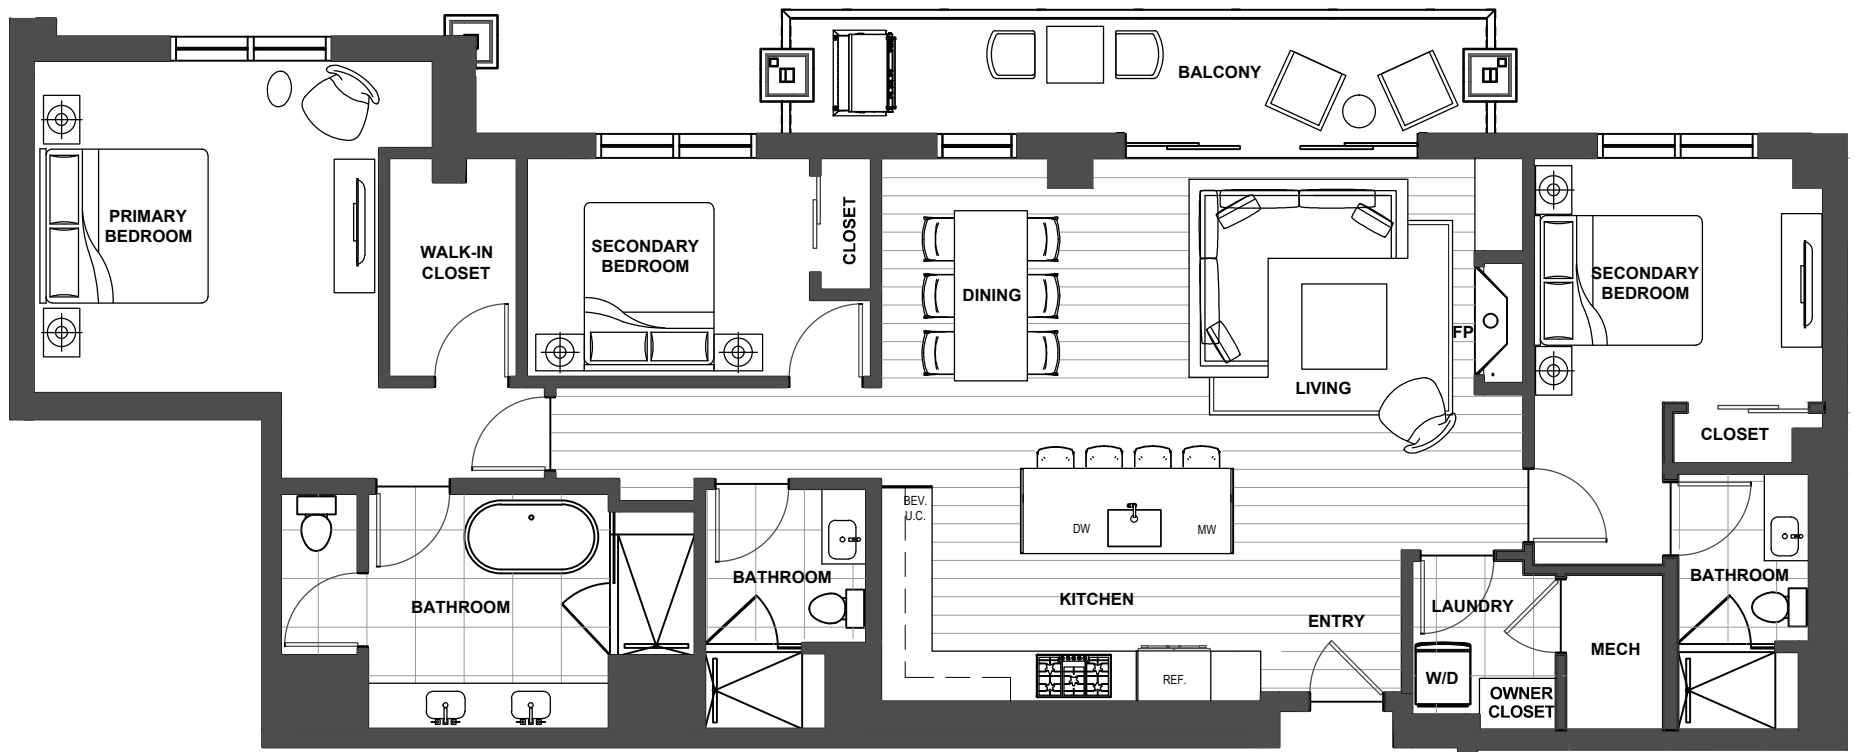 BALCONY
PRIMARY
BEDROOM
WALK-IN
CLOSET
SECONDARY
BEDROOM
CLOSET
DINING
LIVING
FP
SECONDARY
BEDROOM
CLOSET
BEV.
U.C.
DW
MW
BATHROOM
BATHROOM
KITCHEN
ENTRY
LAUNDRY
BATHROOM
MECH
REF.
W/D
OWNER
CLOSET